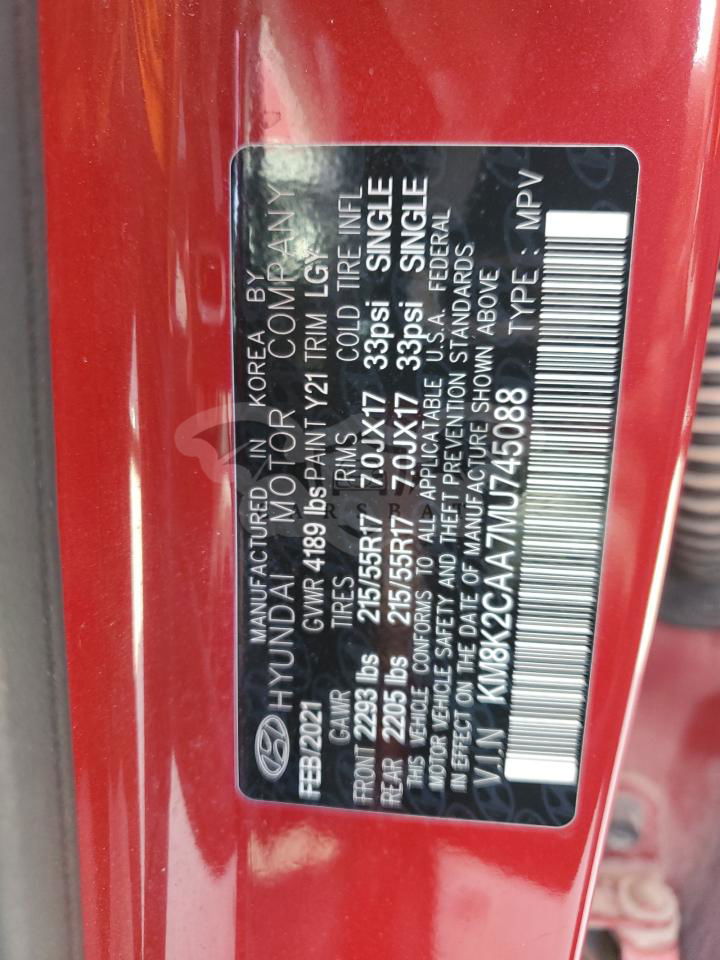 MANUFACTURED IN KOREA BY
HYUNDAI MOTOR COMPANY
FEB/2021 GVWR 4189 lbs PAINT Y21 TRIM LGY
GAWR TIRES RIMS COLD TIRE INFL
FRONT 2293 lbs 215/55R17 7.0JX17 33psi SINGLE
REAR 2205 lbs 215/55R17 7.0JX17 33psi SINGLE
THIS VEHICLE CONFORMS TO ALL APPLICATABLE U.S.A. FEDERAL
MOTOR VEHICLE SAFETY AND THEFT PREVENTION STANDARDS
IN EFFECT ON DATE OF MANUFACTURE SHOWN ABOVE
VIN KM8K2CAA7MU745088 TYPE : MPV